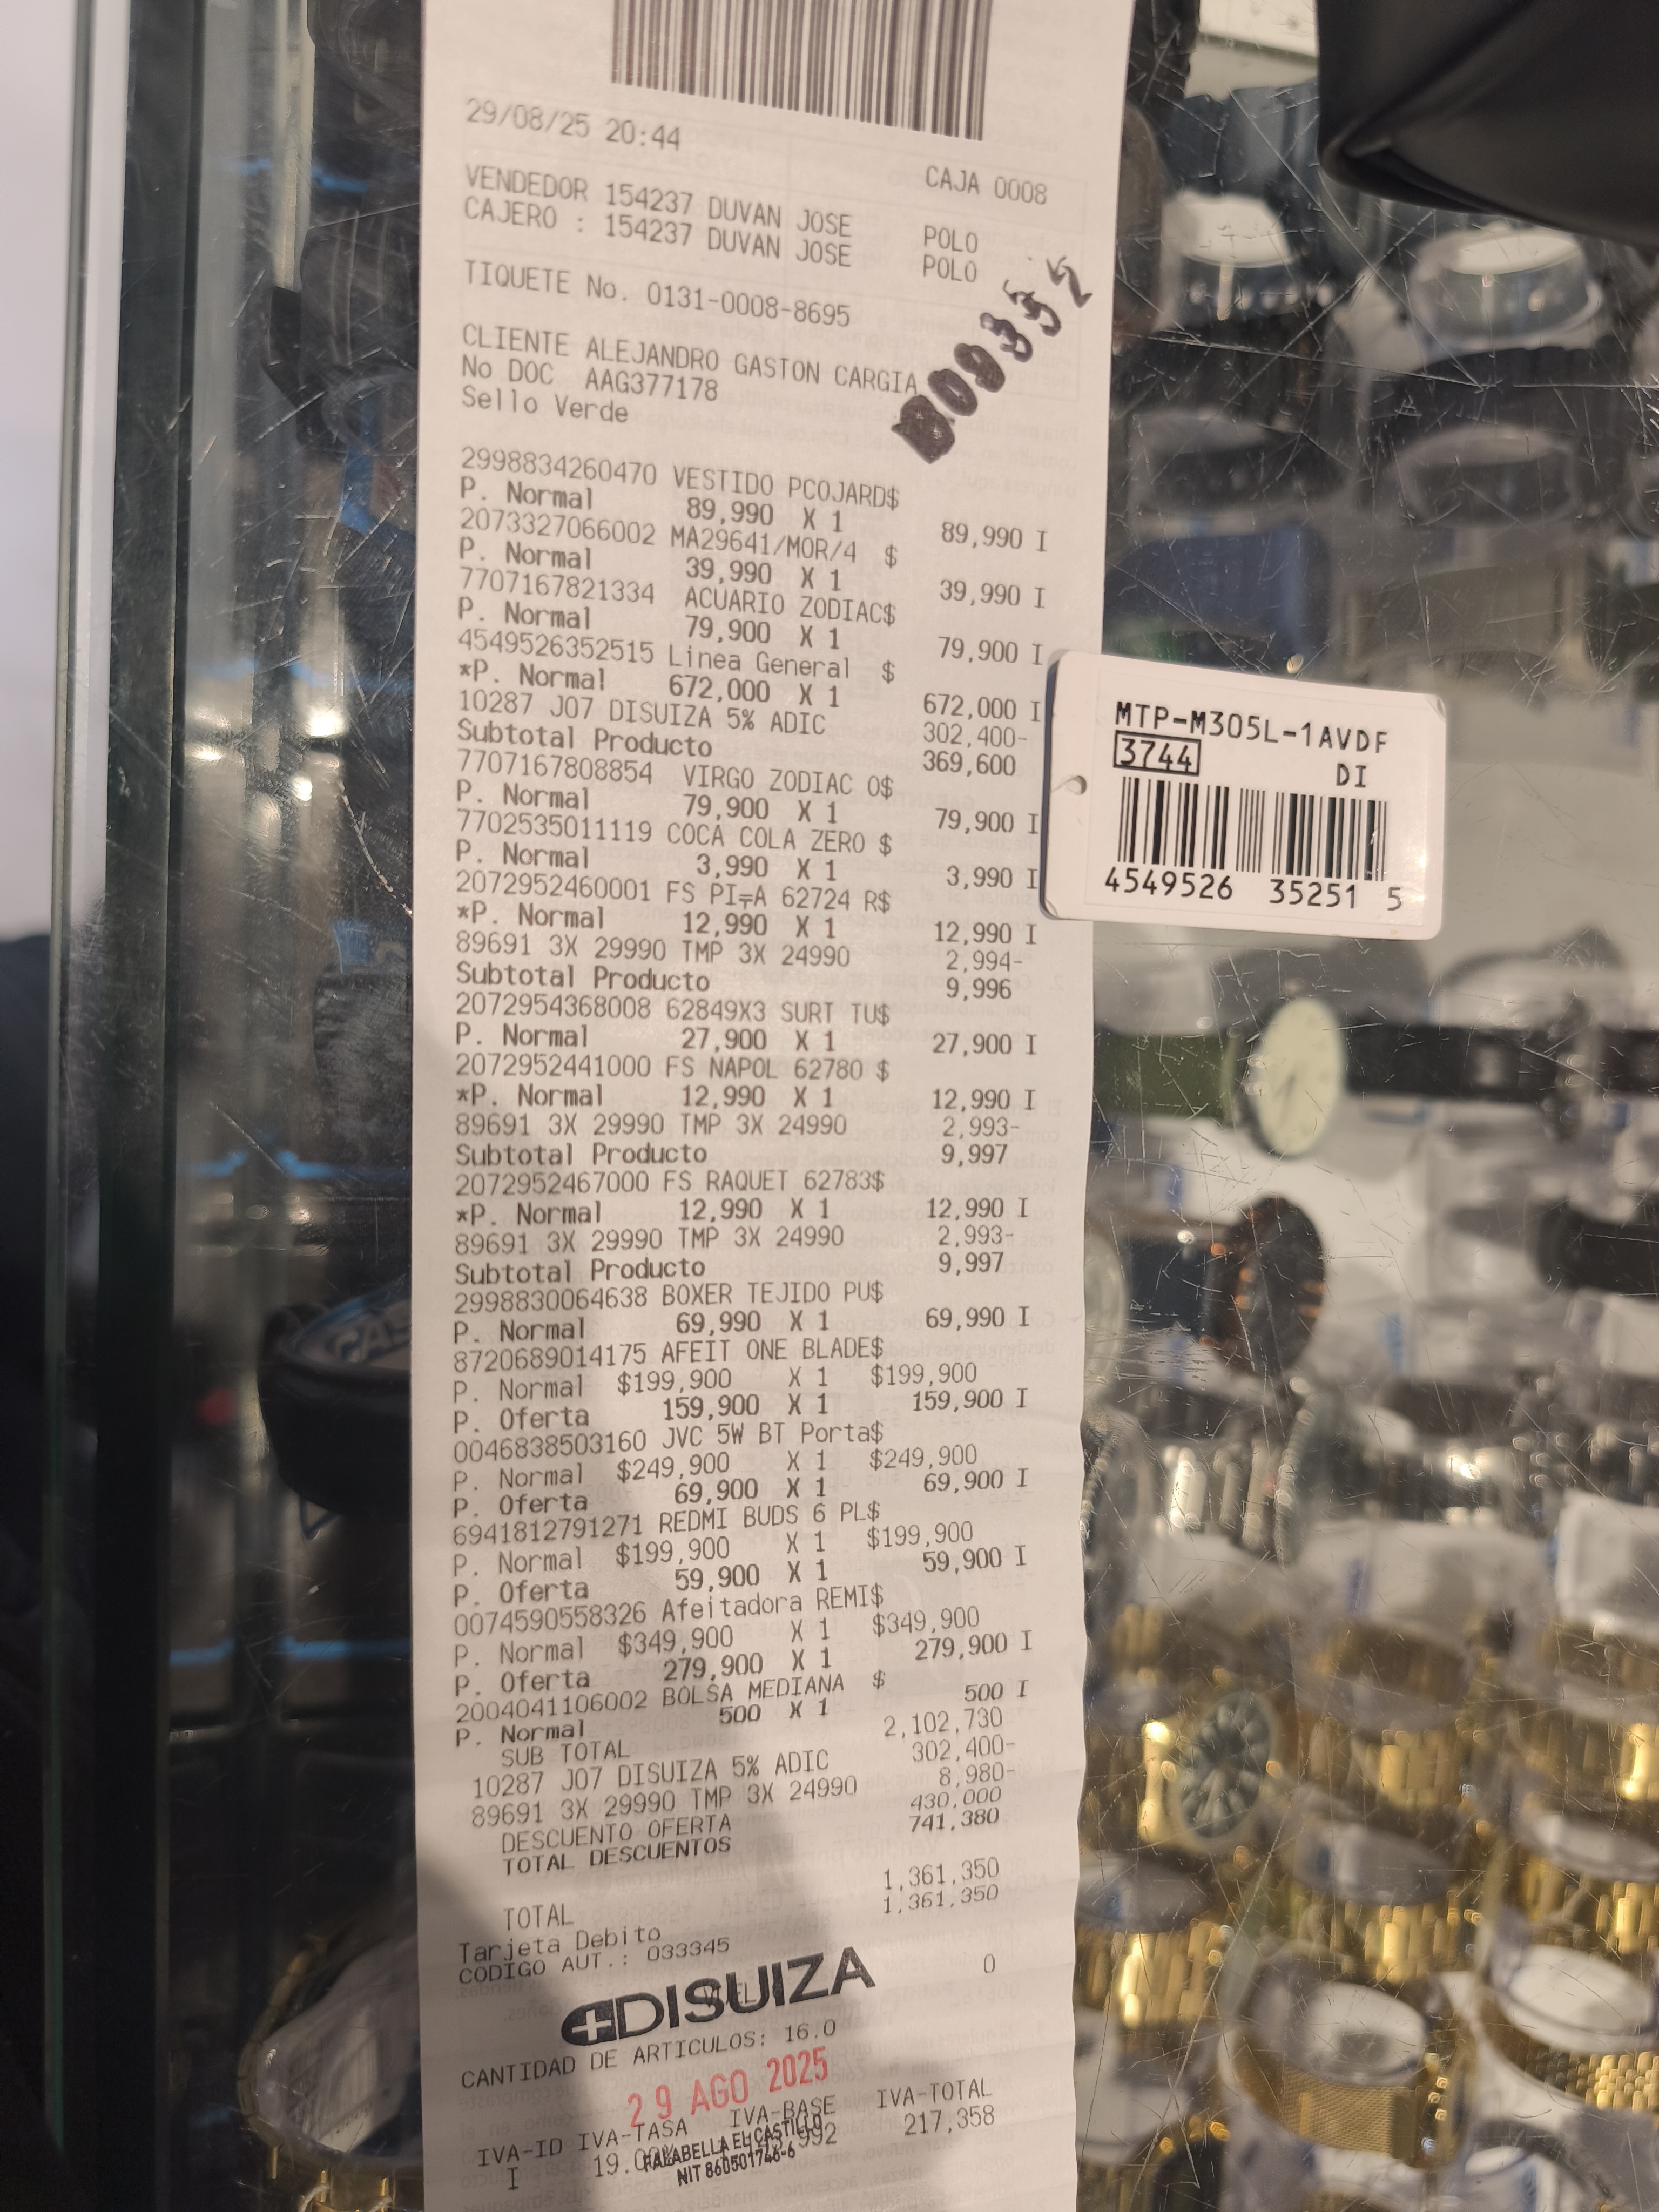 29/08/25 20:44
CAJA 0008
VENDEDOR 154237 DUVAN JOSE POLO
CAJERO : 154237 DUVAN JOSE POLO
TIQUETE No. 0131-0008-8695
CLIENTE ALEJANDRO GASTON CARGIA
No DOC AAG377178
Sello Verde
2998834260470 VESTIDO PCOJARD$
P. Normal 89,990 X 1 89,990 I
2073327066002 MA29641/MOR/4 $
P. Normal 39,990 X 1 39,990 I
7707167821334 ACUARIO ZODIAC$
P. Normal 79,900 X 1 79,900 I
4549526352515 Linea General $
*P. Normal 672,000 X 1 672,000 I
10287 J07 DISUIZA 5% ADIC 302,400-
Subtotal Producto 369,600
7707167808854 VIRGO ZODIAC O$
P. Normal 79,900 X 1 79,900 I
7702535011119 COCA COLA ZERO $
P. Normal 3,990 X 1 3,990 I
2072952460001 FS PI╤A 62724 R$
*P. Normal 12,990 X 1 12,990 I
89691 3X 29990 TMP 3X 24990 2,994-
Subtotal Producto 9,996
2072954368008 62849X3 SURT TU$
P. Normal 27,900 X 1 27,900 I
2072952441000 FS NAPOL 62780 $
*P. Normal 12,990 X 1 12,990 I
89691 3X 29990 TMP 3X 24990 2,993-
Subtotal Producto 9,997
2072952467000 FS RAQUET 62783$
*P. Normal 12,990 X 1 12,990 I
89691 3X 29990 TMP 3X 24990 2,993-
Subtotal Producto 9,997
2998830064638 BOXER TEJIDO PU$
P. Normal 69,990 X 1 69,990 I
8720689014175 AFEIT ONE BLADE$
P. Normal $199,900 X 1 $199,900
P. Oferta 159,900 X 1 159,900 I
0046838503160 JVC 5W BT Porta$
P. Normal $249,900 X 1 $249,900
P. Oferta 69,900 X 1 69,900 I
6941812791271 REDMI BUDS 6 PL$
P. Normal $199,900 X 1 $199,900
P. Oferta 59,900 X 1 59,900 I
0074590558326 Afeitadora REMI$
P. Normal $349,900 X 1 $349,900
P. Oferta 279,900 X 1 279,900 I
2004041106002 BOLSA MEDIANA $
P. Normal 500 X 1 500 I
SUB TOTAL 2,102,730
10287 J07 DISUIZA 5% ADIC 302,400-
89691 3X 29990 TMP 3X 24990 8,980-
DESCUENTO OFERTA 430,000
TOTAL DESCUENTOS 741,380
TOTAL 1,361,350
Tarjeta Debito 1,361,350
CODIGO AUT.: 033345
0
DISUIZA
CANTIDAD DE ARTICULOS: 16.0
29 AGO 2025
IVA-ID IVA-TASA IVA-BASE IVA-TOTAL
I 217,358
FALABELLA EL CASTILLO
NIT 860501746-6
MTP-M305L-1AVDF
3744 DI
4549526 35251 5